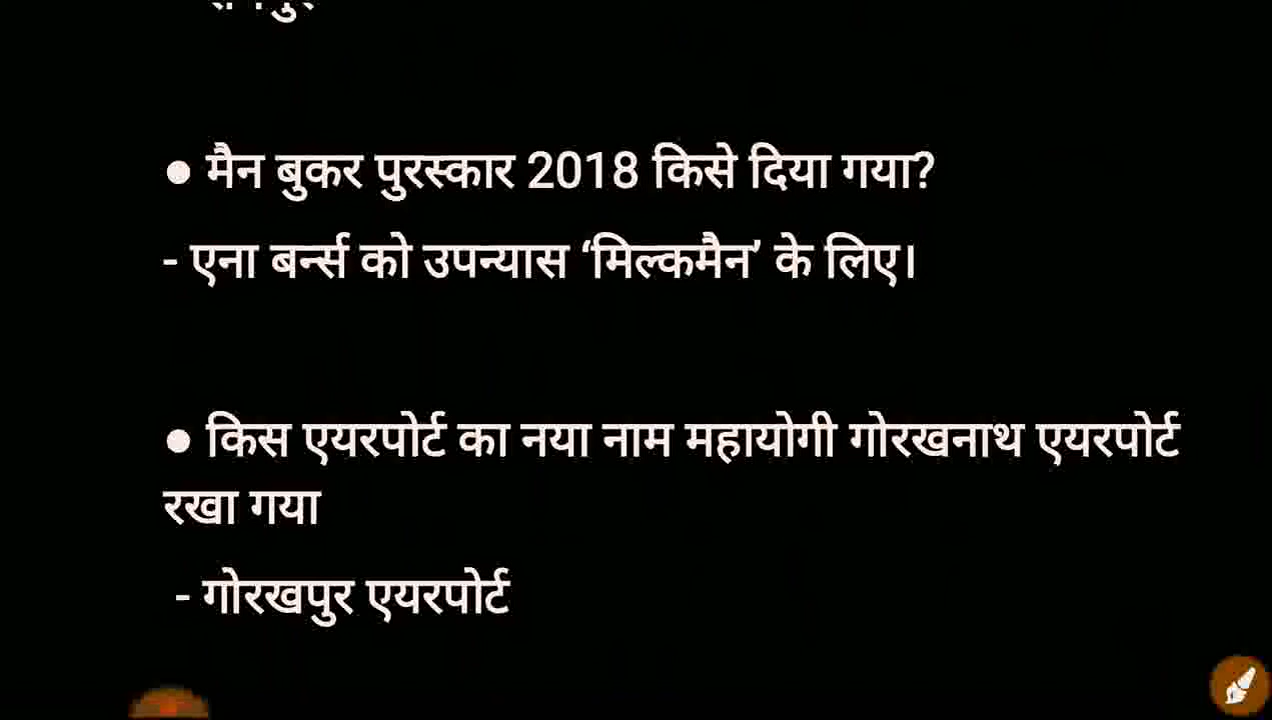 ● मैन बुकर पुरस्कार 2018 किसे दिया गया?
- एना बर्न्स को उपन्यास ‘मिल्कमैन’ के लिए।
● किस एयरपोर्ट का नया नाम महायोगी गोरखनाथ एयरपोर्ट
रखा गया
- गोरखपुर एयरपोर्ट